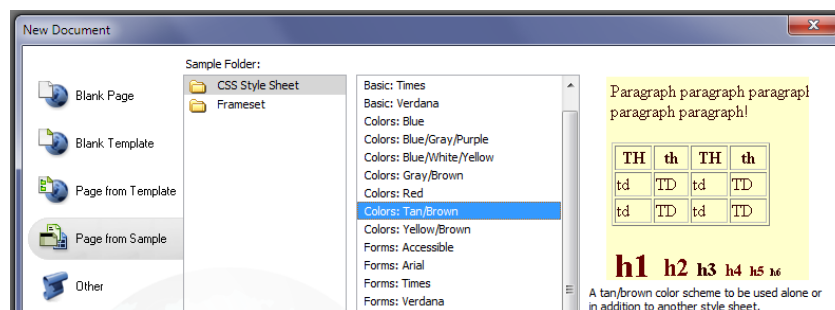 New Document
Sample Folder:
Blank Page
Blank Template
Page from Template
Page from Sample
Other
CSS Style Sheet
Frameset
Basic: Times
Basic: Verdana
Colors: Blue
Colors: Blue/Gray/Purple
Colors: Blue/White/Yellow
Colors: Gray/Brown
Colors: Red
Colors: Tan/Brown
Colors: Yellow/Brown
Forms: Accessible
Forms: Arial
Forms: Times
Forms: Verdana
Paragraph paragraph paragraph
paragraph paragraph!
TH th TH th
td TD td TD
td TD td TD
h1 h2 h3 h4 h5 h6
A tan/brown color scheme to be used alone or
in addition to another style sheet.